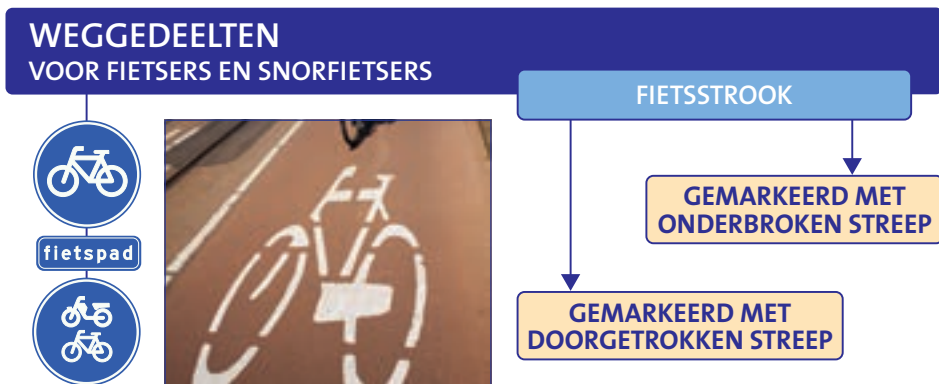 WEGGEDEELTEN
VOOR FIETSERS EN SNORFIETSERS
FIETSSTROOK
fietspad
GEMARKEERD MET
ONDERBROKEN STREEP
GEMARKEERD MET
DOORGETROKKEN STREEP